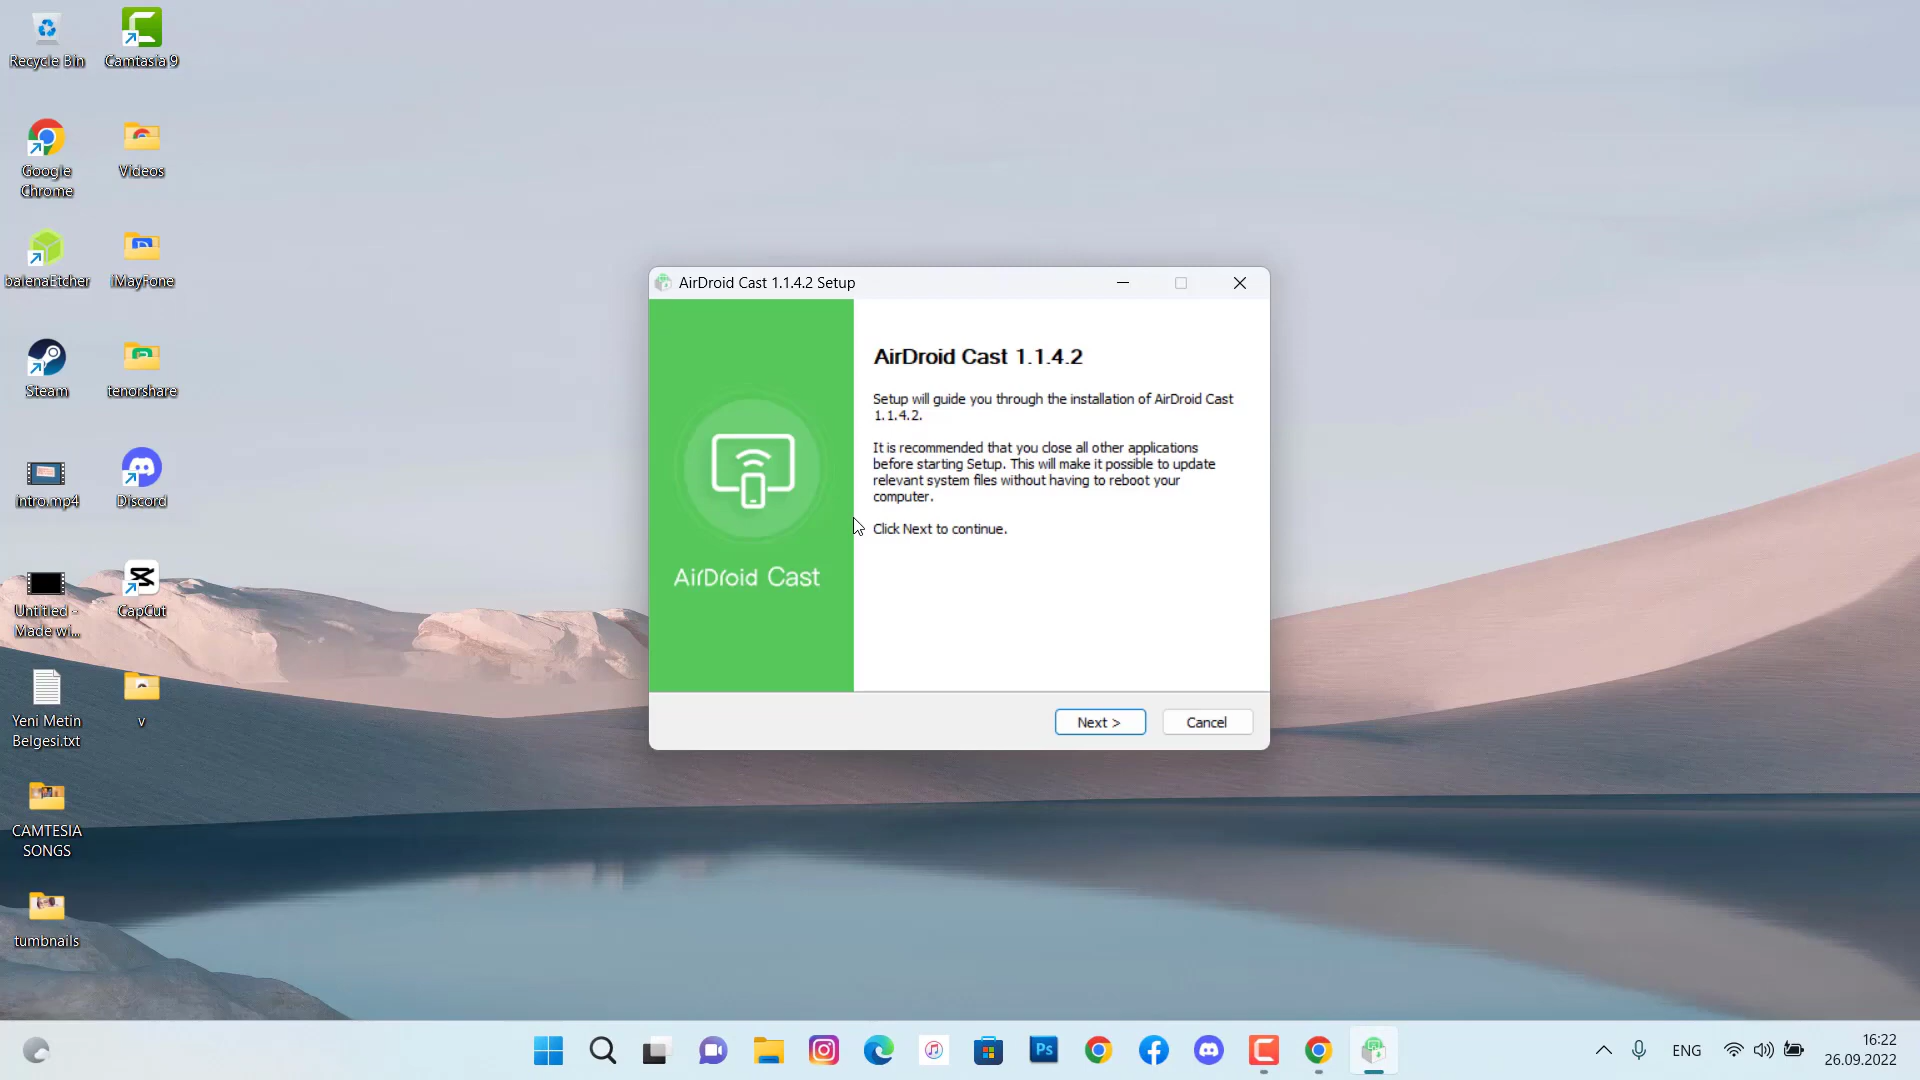 Recycle Bin
Camtasia 9
Google
Chrome
Videos
balenaEtcher
iMayFone
Steam
tenorshare
intro.mp4
Discord
Untitled -
Made wi...
CapCut
Yeni Metin
Belgesi.txt
v
CAMTESIA
SONGS
tumbnails
AirDroid Cast 1.1.4.2 Setup
AirDroid Cast 1.1.4.2
Setup will guide you through the installation of AirDroid Cast
1.1.4.2.
It is recommended that you close all other applications
before starting Setup. This will make it possible to update
relevant system files without having to reboot your
computer.
Click Next to continue.
AirDroid Cast
Next >
Cancel
Ps
ENG
16:22
26.09.2022